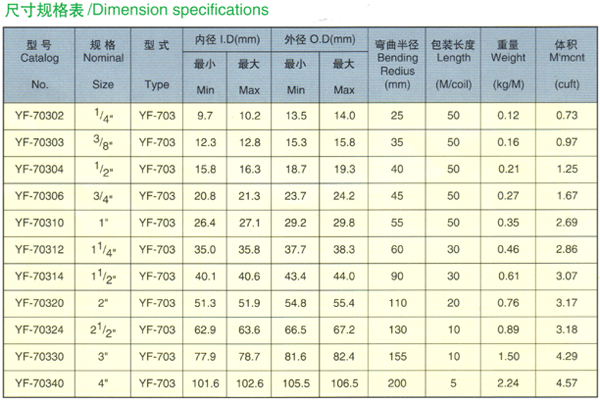 尺寸规格表/Dimension specifications
型号 规格 型式 内径 I.D(mm) 外径 O.D(mm) 弯曲半径 包装长度 重量 体积
Catalog Nominal 最小 最大 最小 最大 Bending Length Weight M'mcnt
No. Size Type Min Max Min Max Redius (mm) (M/coil) (kg/M) (cuft)
YF-70302 1/4" YF-703 9.7 10.2 13.5 14.0 25 50 0.12 0.73
YF-70303 3/8" YF-703 12.3 12.8 15.3 15.8 35 50 0.16 0.97
YF-70304 1/2" YF-703 15.8 16.3 18.7 19.3 40 50 0.21 1.25
YF-70306 3/4" YF-703 20.8 21.3 23.7 24.2 45 50 0.27 1.67
YF-70310 1" YF-703 26.4 27.1 29.2 29.8 55 50 0.35 2.69
YF-70312 1 1/4" YF-703 35.0 35.8 37.7 38.3 60 30 0.46 2.86
YF-70314 1 1/2" YF-703 40.1 40.6 43.4 44.0 90 30 0.61 3.07
YF-70320 2" YF-703 51.3 51.9 54.8 55.4 110 20 0.76 3.17
YF-70324 2 1/2" YF-703 62.9 63.6 66.5 67.2 130 10 0.89 3.18
YF-70330 3" YF-703 77.9 78.7 81.6 82.4 155 10 1.50 4.29
YF-70340 4" YF-703 101.6 102.6 105.5 106.5 200 5 2.24 4.57